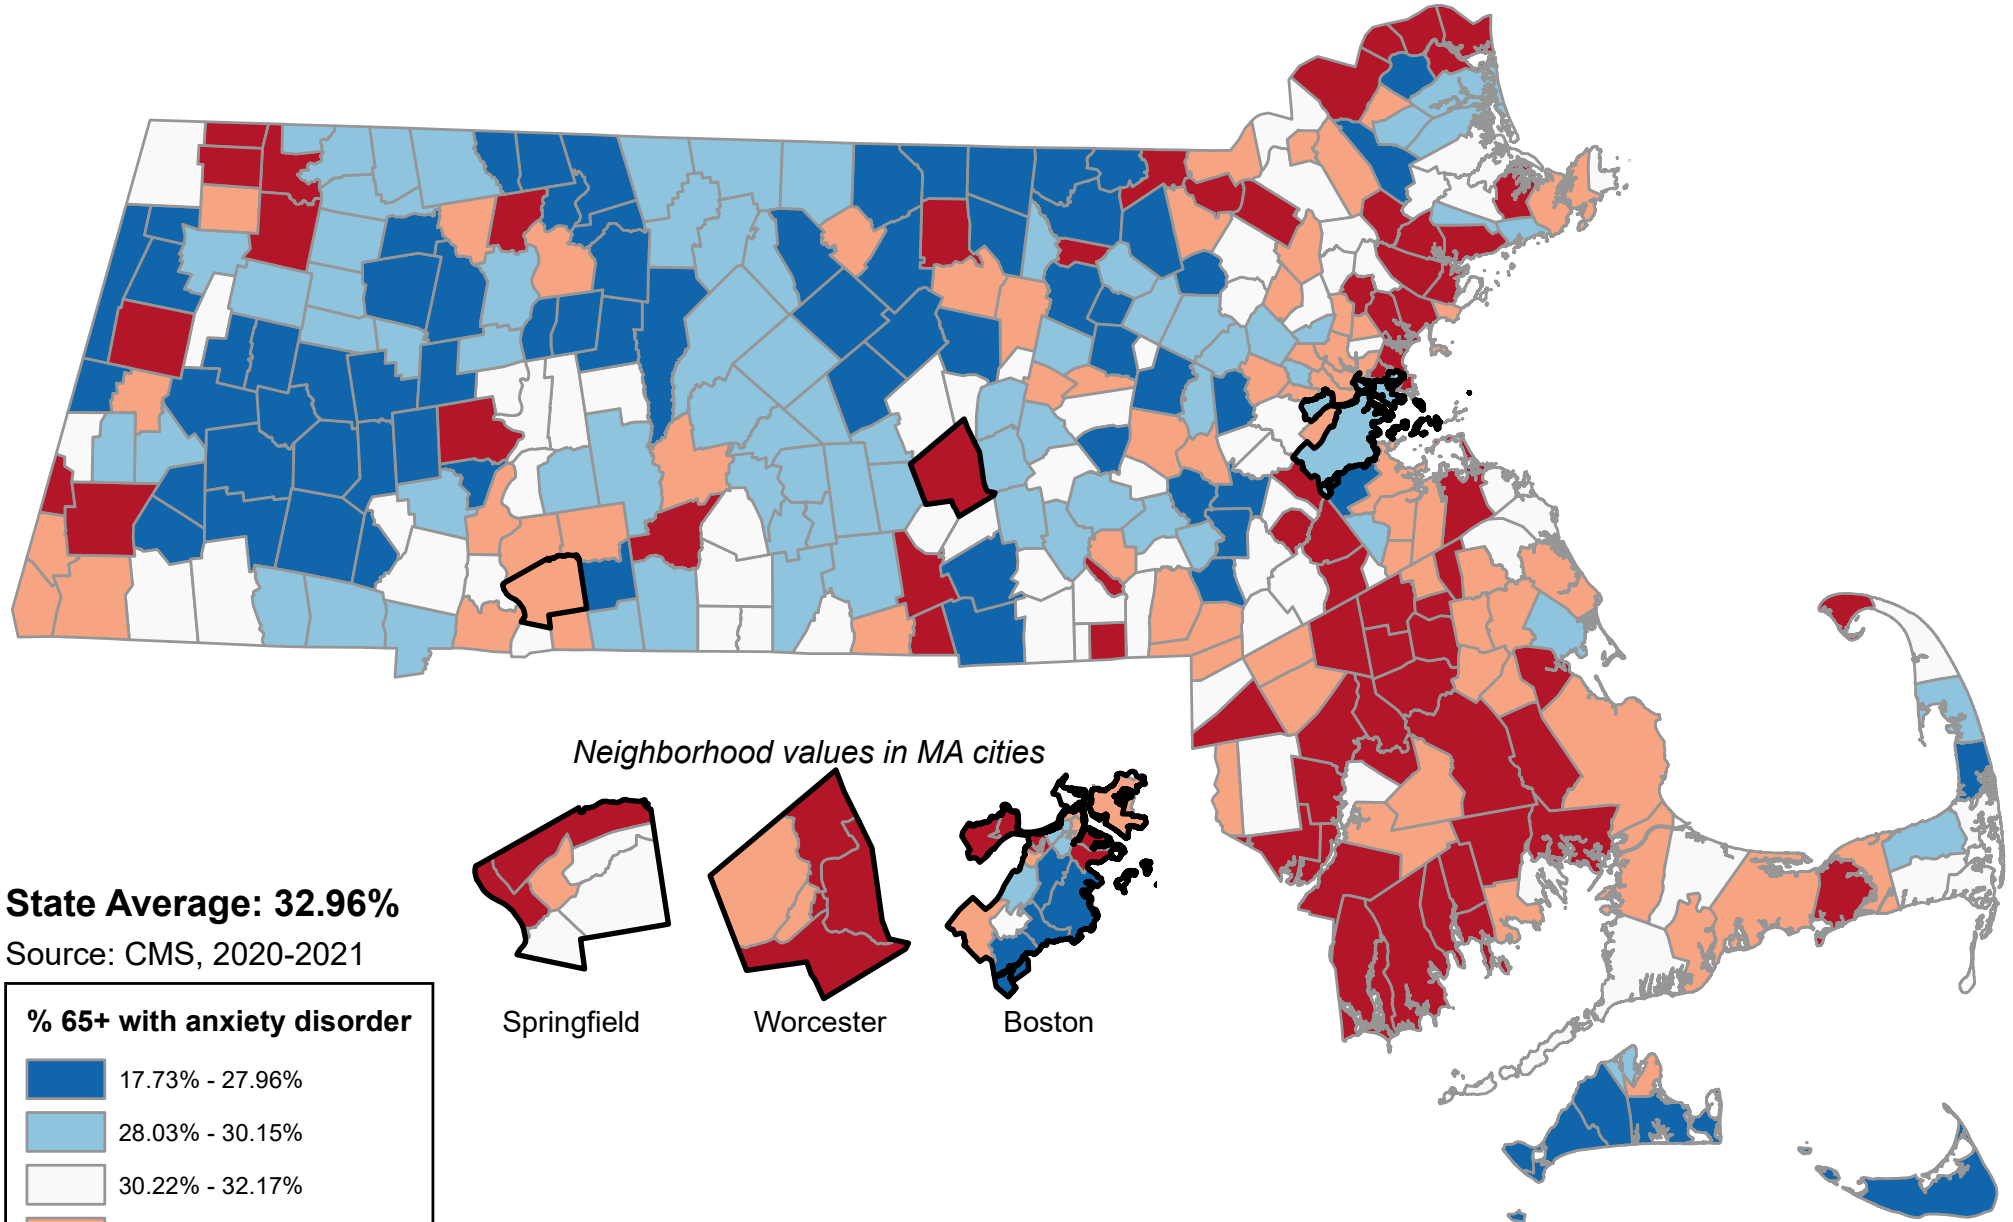 Neighborhood values in MA cities
Springfield
Worcester
Boston
State Average: 32.96%
Source: CMS, 2020-2021
% 65+ with anxiety disorder
17.73% - 27.96%
28.03% - 30.15%
30.22% - 32.17%